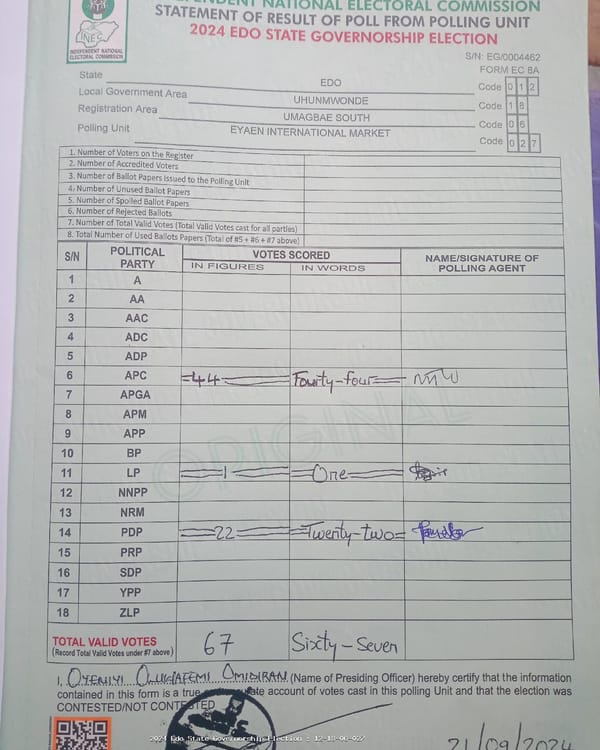 INDEPENDENT NATIONAL ELECTORAL COMMISSION
STATEMENT OF RESULT OF POLL FROM POLLING UNIT
2024 EDO STATE GOVERNORSHIP ELECTION
INEC
INDEPENDENT NATIONAL
ELECTORAL COMMISSION
S/N: EG/0004462
FORM EC 8A
State EDO Code 0 1 2
Local Government Area UHUNMWONDE Code 1 8
Registration Area UMAGBAE SOUTH Code 0 6
Polling Unit EYAEN INTERNATIONAL MARKET Code 0 2 7
1. Number of Voters on the Register
2. Number of Accredited Voters
3. Number of Ballot Papers Issued to the Polling Unit
4. Number of Unused Ballot Papers
5. Number of Spoiled Ballot Papers
6. Number of Rejected Ballots
7. Number of Total Valid Votes (Total Valid Votes cast for all parties)
8. Total Number of Used Ballots Papers (Total of #5 + #6 + #7 above)
S/N POLITICAL PARTY VOTES SCORED NAME/SIGNATURE OF POLLING AGENT
IN FIGURES IN WORDS
1 A
2 AA
3 AAC
4 ADC
5 ADP
6 APC =44= Fourty-four=
7 APGA
8 APM
9 APP
10 BP
11 LP =1= =One=
12 NNPP
13 NRM
14 PDP =22= =Twenty-two=
15 PRP
16 SDP
17 YPP
18 ZLP
ORIGINAL
TOTAL VALID VOTES 67 Sixty-Seven
(Record Total Valid Votes under #7 above)
I, OYENIYI OLUWAFEMI OMIDIRAN (Name of Presiding Officer) hereby certify that the information
contained in this form is a true account of votes cast in this polling Unit and that the election was
CONTESTED/NOT CONTESTED
2024 Edo State Governorship Election : 12-18-06-027
21/09/2024